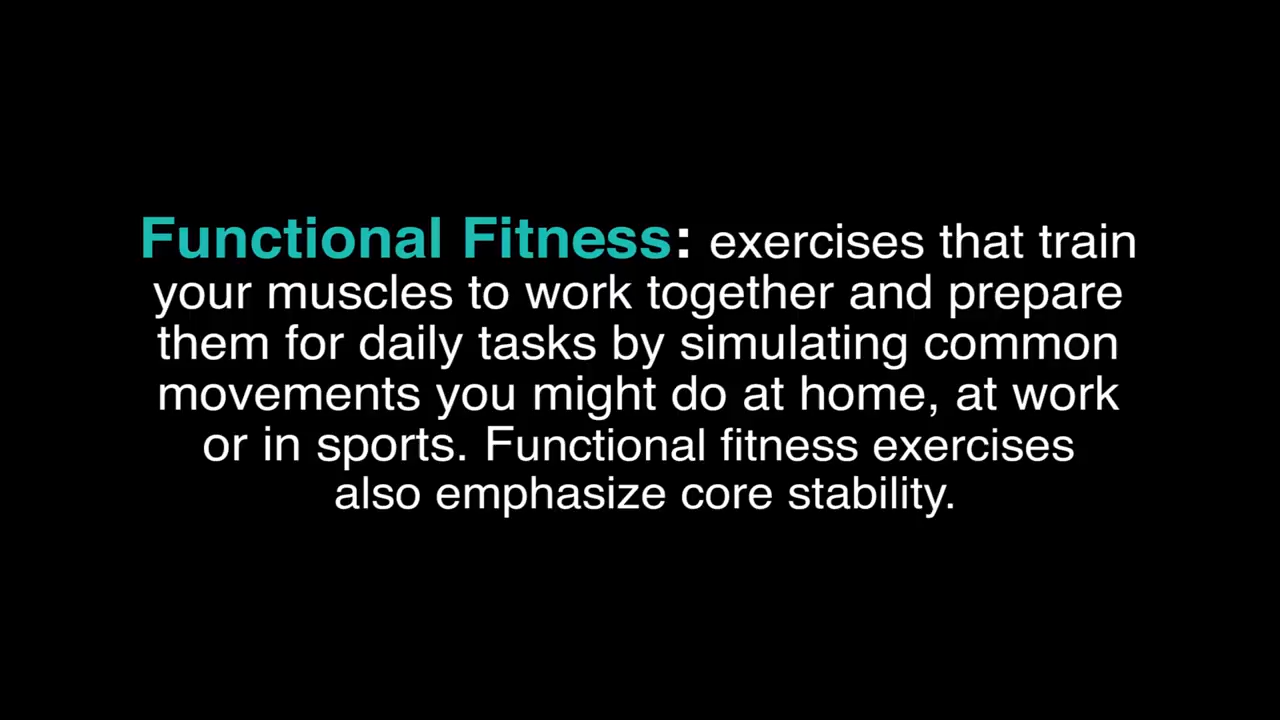 Functional Fitness: exercises that train
your muscles to work together and prepare
them for daily tasks by simulating common
movements you might do at home, at work
or in sports. Functional fitness exercises
also emphasize core stability.